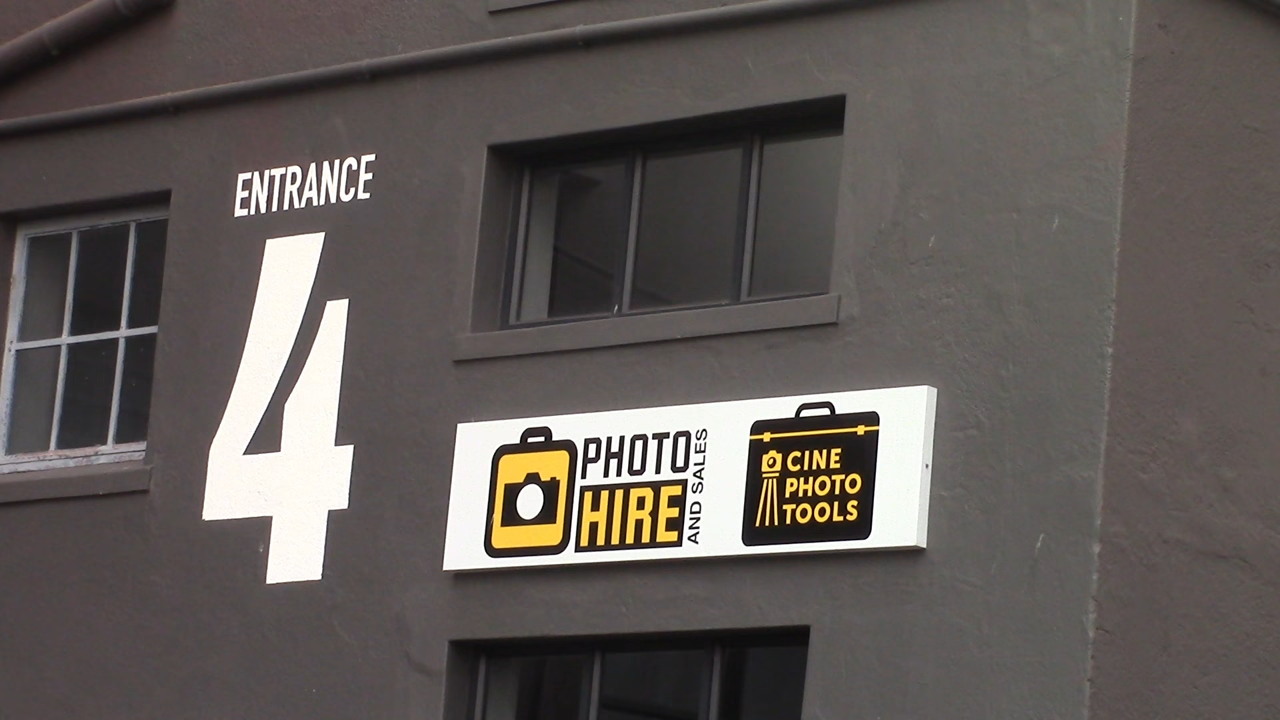 ENTRANCE
4
PHOTO
HIRE
AND SALES
CINE
PHOTO
TOOLS